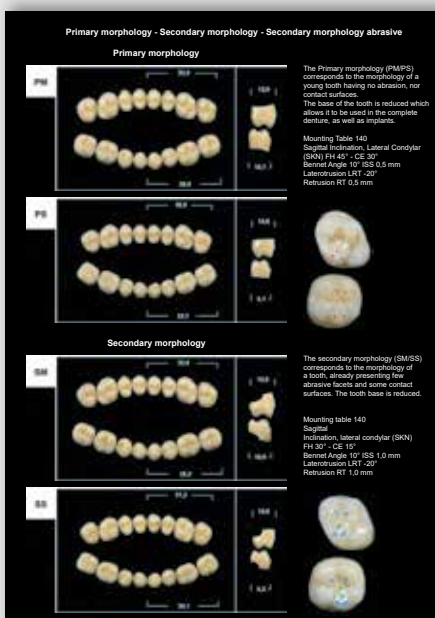 Primary morphology - Secondary morphology - Secondary morphology abrasive
Primary morphology
PM
The Primary morphology (PM/PS)
corresponds to the morphology of a
young tooth having no abrasion, nor
contact surfaces.
The base of the tooth is reduced which
allows it to be used in the complete
denture, as well as implants.
Mounting Table 140
Sagittal Inclination, Lateral Condylar
(SKN) FH 45° - CE 30°
Bennet Angle 10° ISS 0,5 mm
Laterotrusion LRT -20°
Retrusion RT 0,5 mm
PS
Secondary morphology
SM
The secondary morphology (SM/SS)
corresponds to the morphology of
a tooth, already presenting few
abrasive facets and some contact
surfaces. The tooth base is reduced.
Mounting table 140
Sagittal
Inclination, lateral condylar (SKN)
FH 30° - CE 15°
Bennet Angle 10° ISS 1,0 mm
Laterotrusion LRT -20°
Retrusion RT 1,0 mm
SS